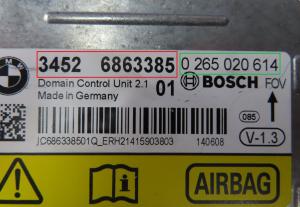 3452 6863385 0 265 020 614
Domain Control Unit 2.1 01 BOSCH FOV
Made in Germany
085
JC686338501Q_ERH21415903803 140608 V-1.3
AIRBAG